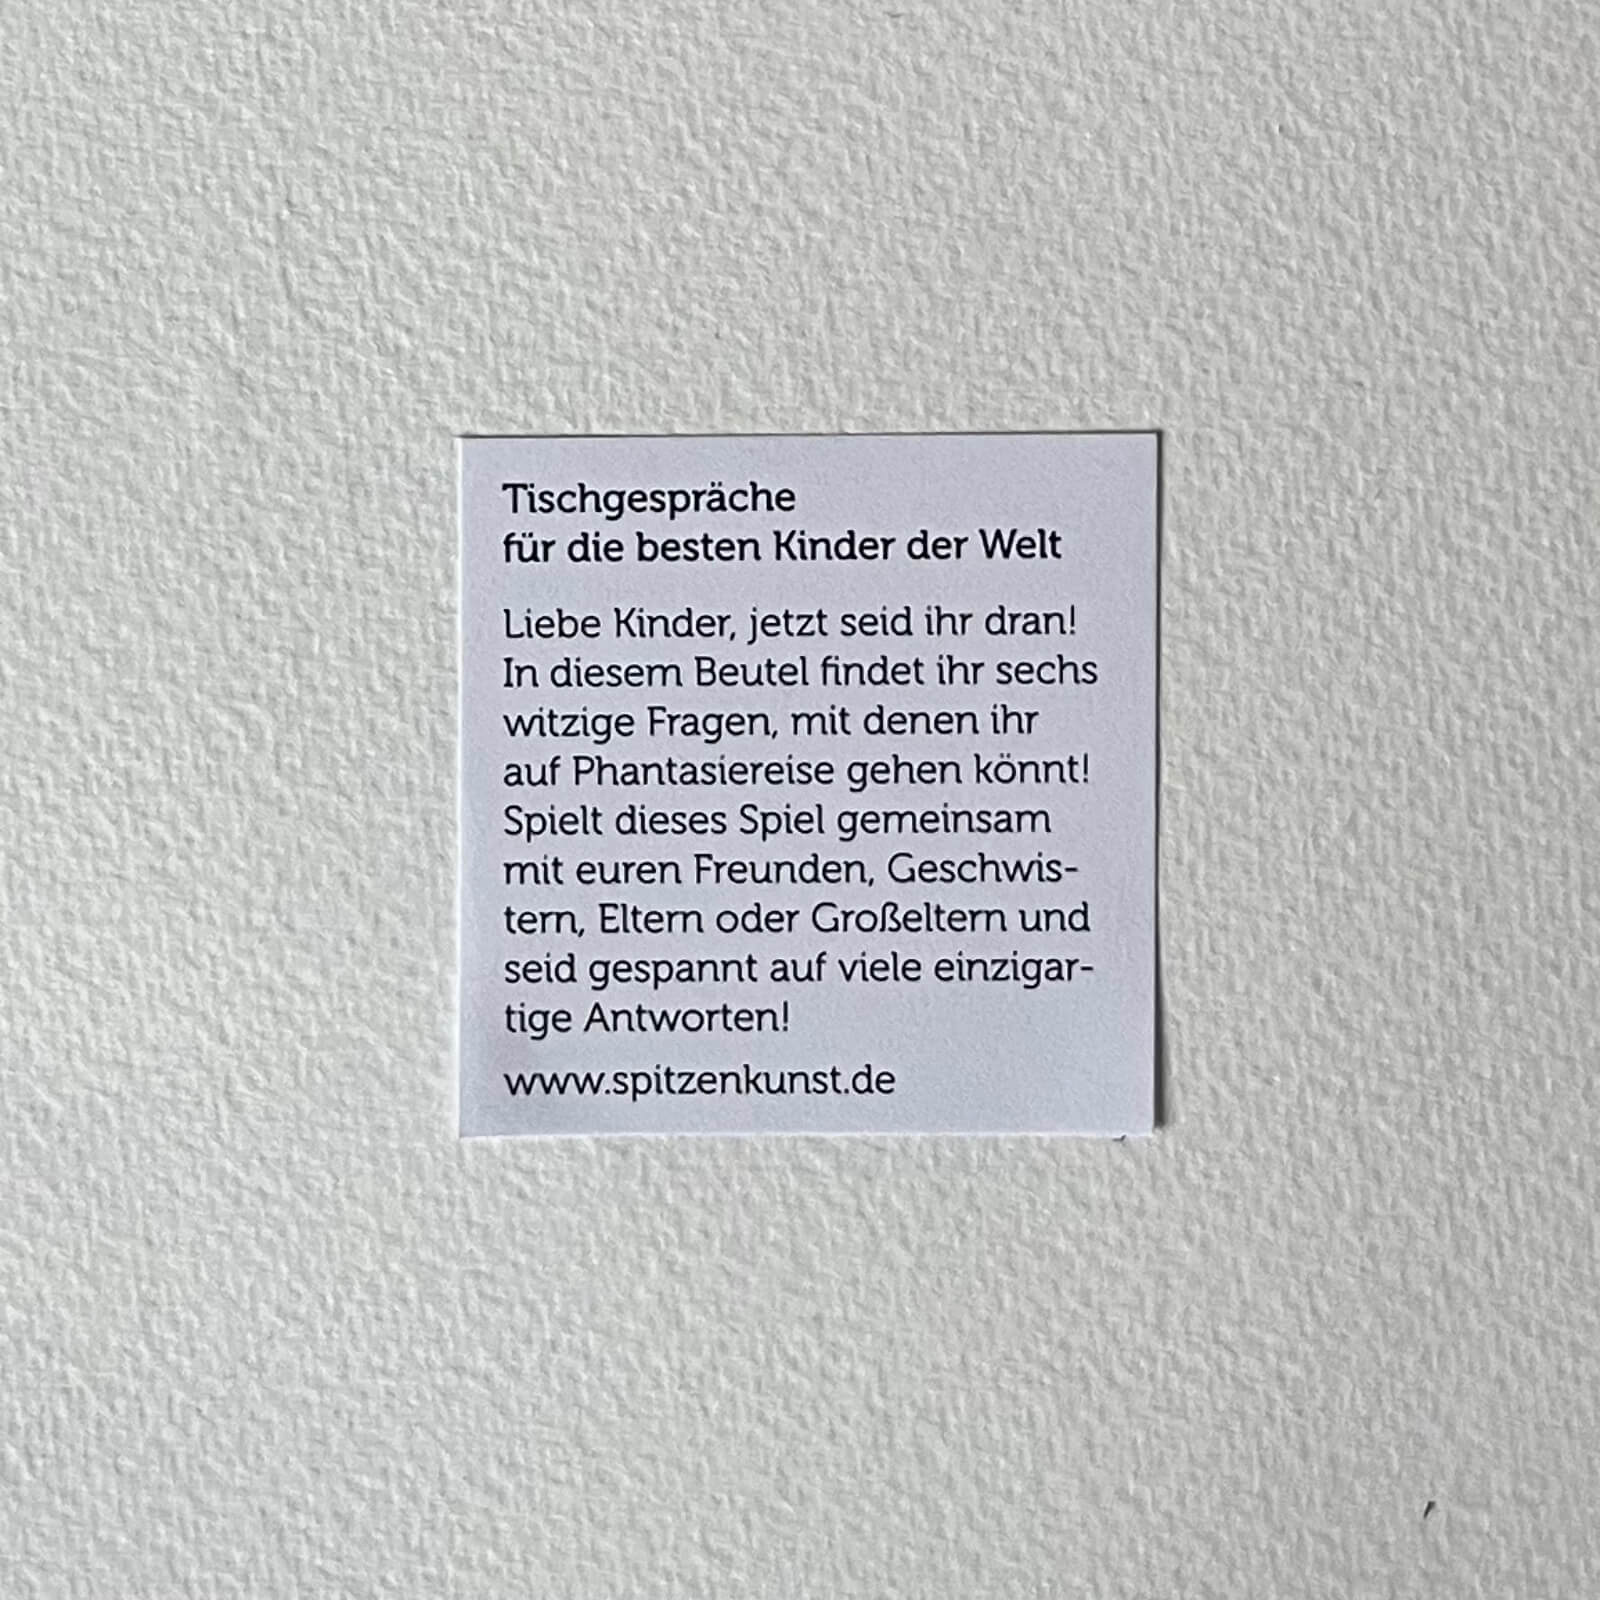 Tischgespräche
für die besten Kinder der Welt
Liebe Kinder, jetzt seid ihr dran!
In diesem Beutel findet ihr sechs
witzige Fragen, mit denen ihr
auf Phantasiereise gehen könnt!
Spielt dieses Spiel gemeinsam
mit euren Freunden, Geschwis-
tern, Eltern oder Großeltern und
seid gespannt auf viele einzigar-
tige Antworten!
www.spitzenkunst.de